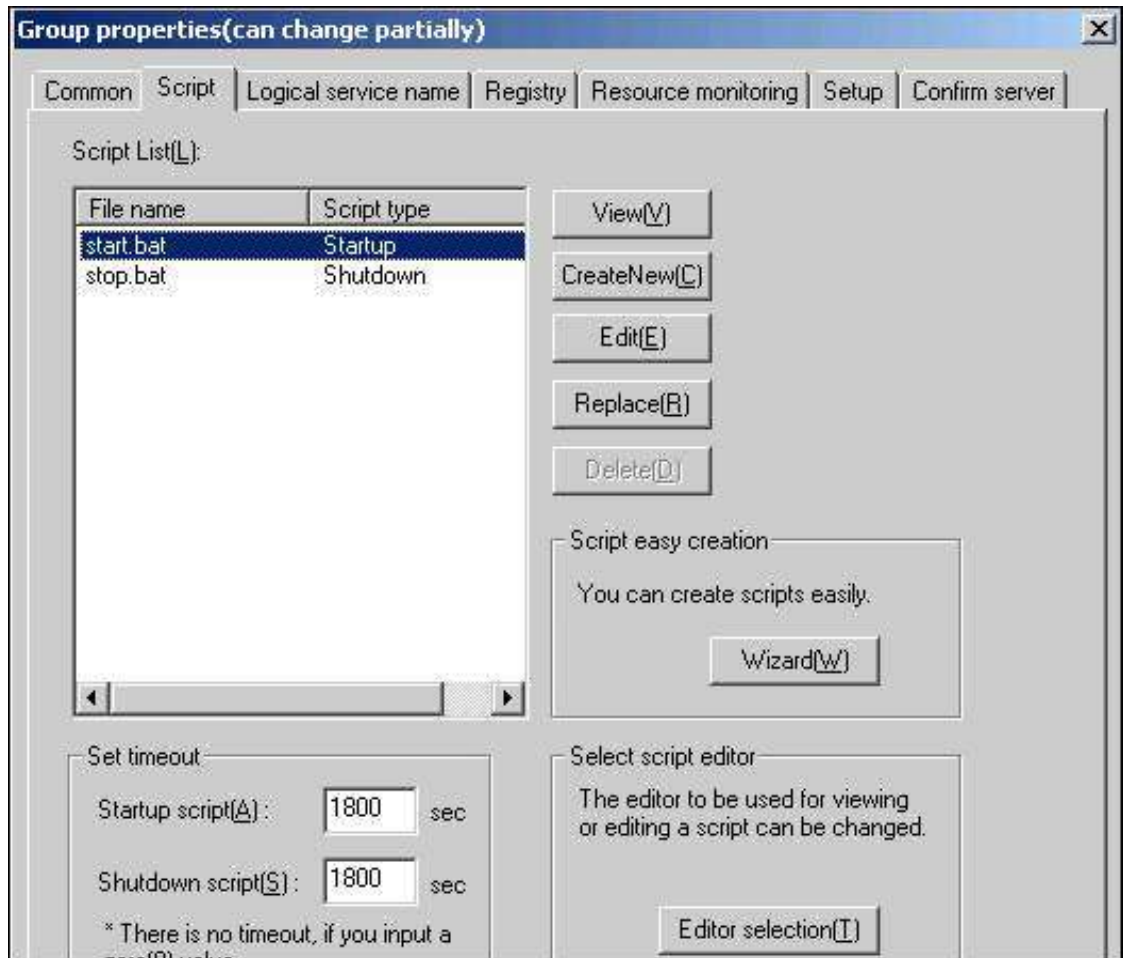 Group properties(can change partially)
Common Script Logical service name Registry Resource monitoring Setup Confirm server
Script List(L):
File name Script type
start.bat Startup
stop.bat Shutdown
View(V)
CreateNew(C)
Edit(E)
Replace(R)
Delete(D)
Script easy creation
You can create scripts easily.
Wizard(W)
Set timeout
Startup script(A) : 1800 sec
Shutdown script(S) : 1800 sec
* There is no timeout, if you input a
Select script editor
The editor to be used for viewing
or editing a script can be changed.
Editor selection(T)